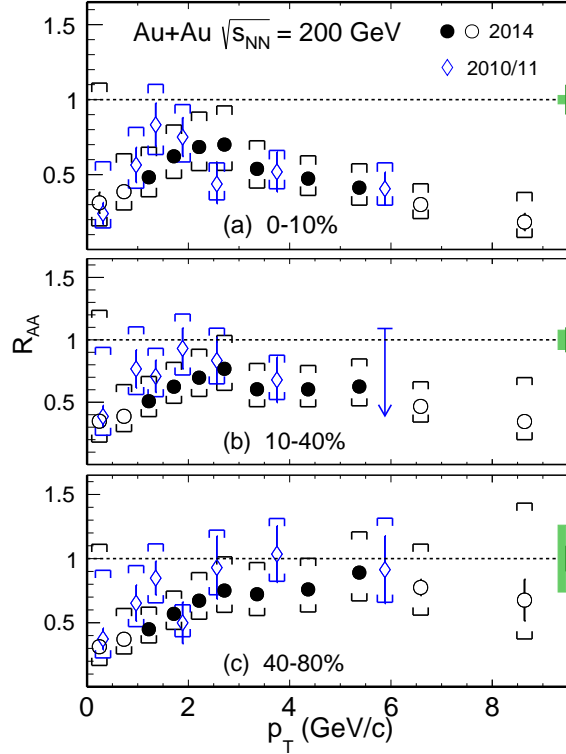 Au+Au √s_NN = 200 GeV
2014
2010/11
1.5
1
0.5
(a) 0-10%
1.5
1
0.5
R_AA
(b) 10-40%
1.5
1
0.5
(c) 40-80%
0 2 4 6 8
p_T (GeV/c)